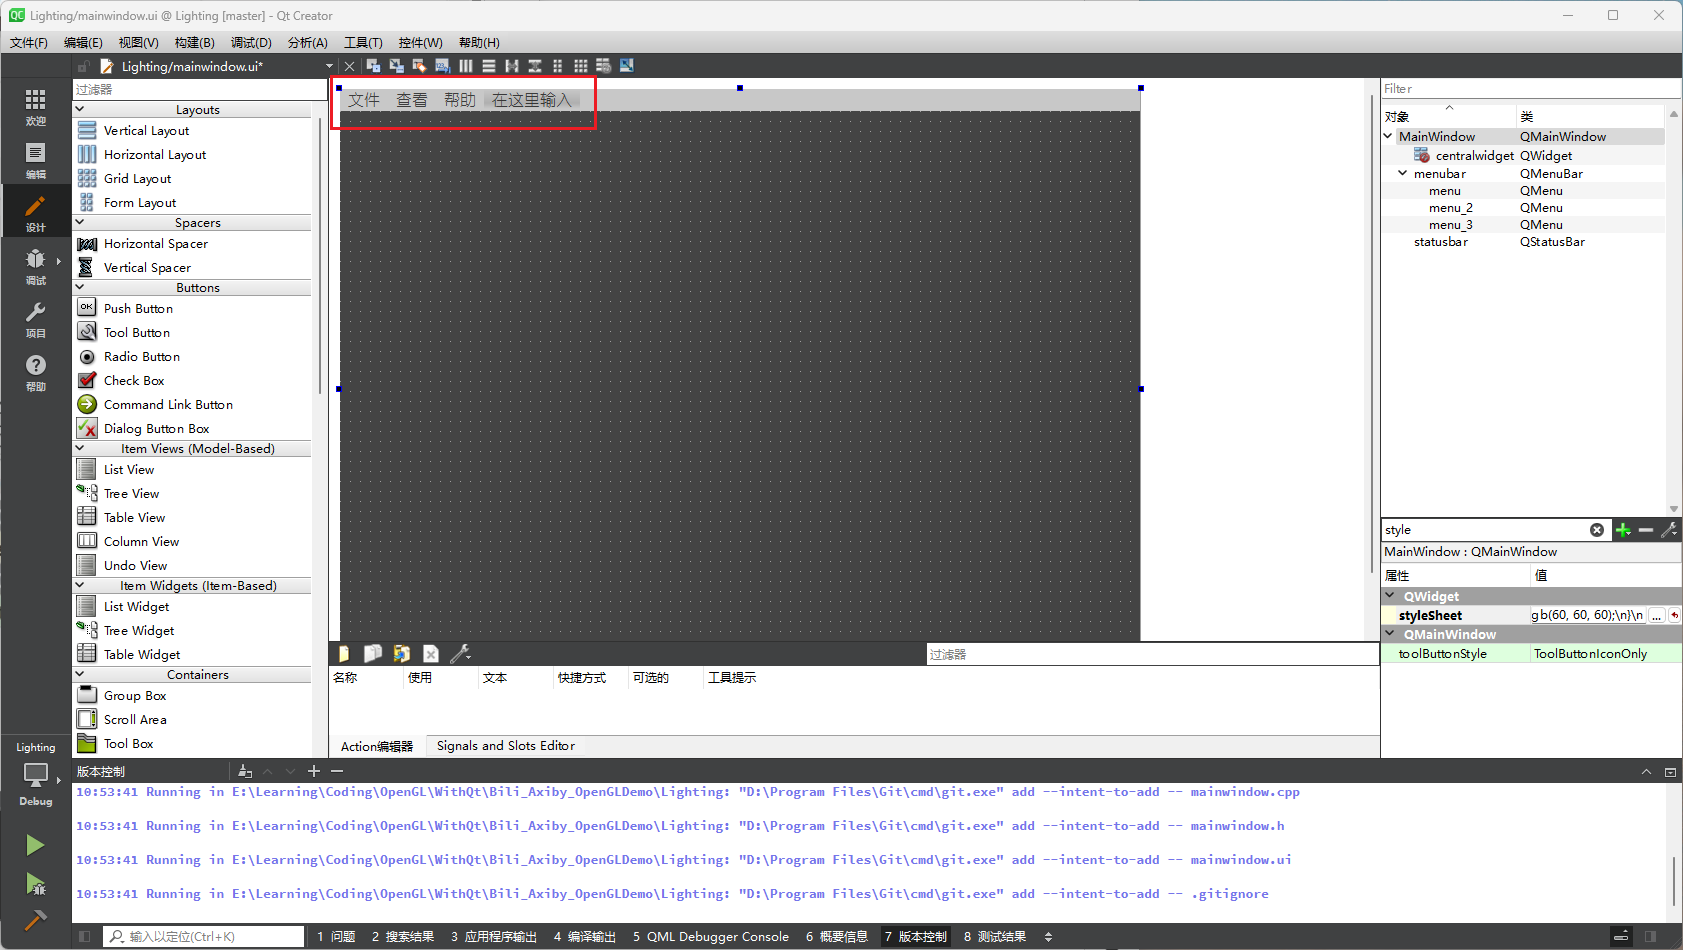 Lighting/mainwindow.ui @ Lighting [master] - Qt Creator
文件(F) 编辑(E) 视图(V) 构建(B) 调试(D) 分析(A) 工具(T) 控件(W) 帮助(H)
Lighting/mainwindow.ui*
欢迎
编辑
设计
调试
项目
帮助
Lighting
Debug
过滤器
Layouts
Vertical Layout
Horizontal Layout
Grid Layout
Form Layout
Spacers
Horizontal Spacer
Vertical Spacer
Buttons
OK
Push Button
Tool Button
Radio Button
Check Box
Command Link Button
Dialog Button Box
Item Views (Model-Based)
List View
Tree View
Table View
Column View
Undo View
Item Widgets (Item-Based)
List Widget
Tree Widget
Table Widget
Containers
Group Box
Scroll Area
Tool Box
文件 查看 帮助 在这里输入
过滤器
名称 使用 文本 快捷方式 可选的 工具提示
Action编辑器 Signals and Slots Editor
Filter
对象 类
MainWindow QMainWindow
centralwidget QWidget
menubar QMenuBar
menu QMenu
menu_2 QMenu
menu_3 QMenu
statusbar QStatusBar
style
MainWindow : QMainWindow
属性 值
QWidget
styleSheet gb(60, 60, 60);\n}\n ...
QMainWindow
toolButtonStyle ToolButtonIconOnly
版本控制
10:53:41 Running in E:\Learning\Coding\OpenGL\WithQt\Bili_Axiby_OpenGLDemo\Lighting: "D:\Program Files\Git\cmd\git.exe" add --intent-to-add -- mainwindow.cpp
10:53:41 Running in E:\Learning\Coding\OpenGL\WithQt\Bili_Axiby_OpenGLDemo\Lighting: "D:\Program Files\Git\cmd\git.exe" add --intent-to-add -- mainwindow.h
10:53:41 Running in E:\Learning\Coding\OpenGL\WithQt\Bili_Axiby_OpenGLDemo\Lighting: "D:\Program Files\Git\cmd\git.exe" add --intent-to-add -- mainwindow.ui
10:53:41 Running in E:\Learning\Coding\OpenGL\WithQt\Bili_Axiby_OpenGLDemo\Lighting: "D:\Program Files\Git\cmd\git.exe" add --intent-to-add -- .gitignore
输入以定位(Ctrl+K) 1 问题 2 搜索结果 3 应用程序输出 4 编译输出 5 QML Debugger Console 6 概要信息 7 版本控制 8 测试结果